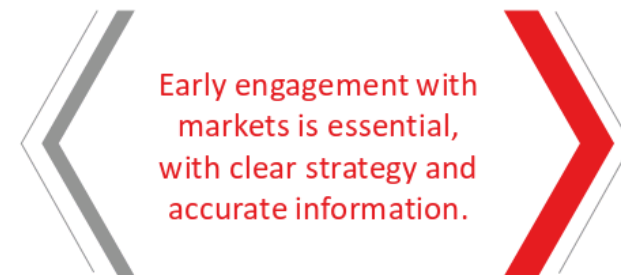 Early engagement with
markets is essential,
with clear strategy and
accurate information.